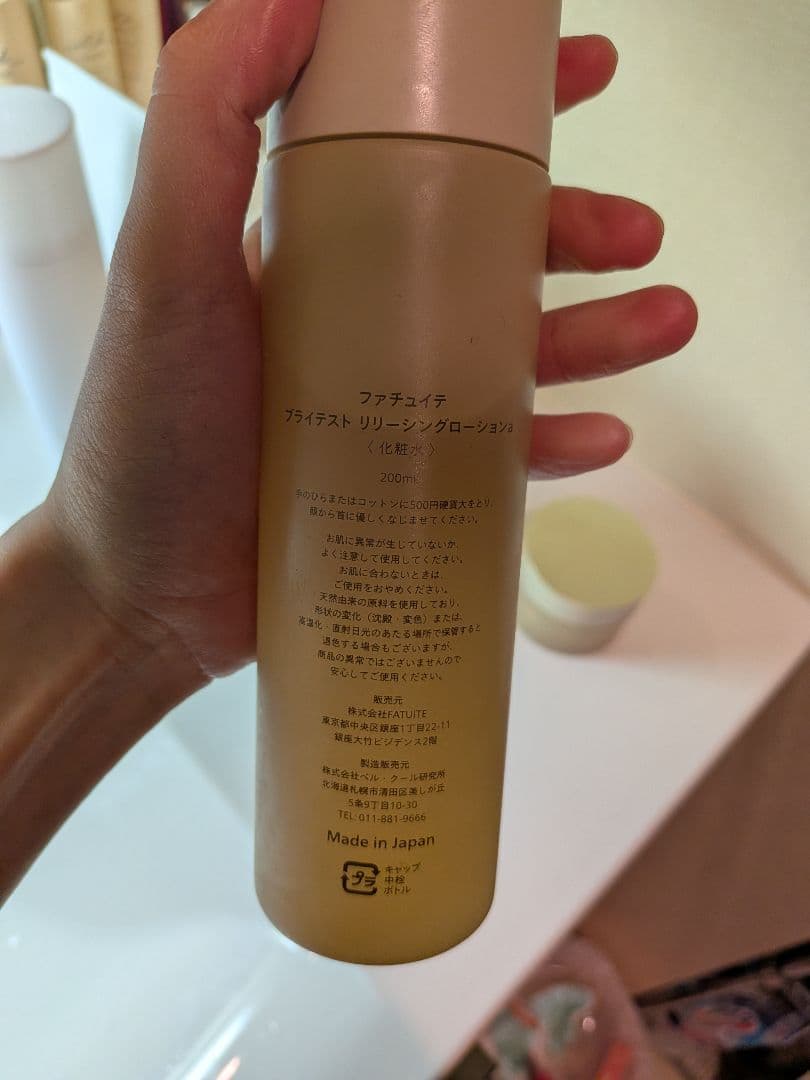 ファチュイテ
ブライテスト リリーシングローションa
〈 化粧水 〉
200ml
手のひらまたはコットンに500円硬貨大をとり、
顔から首に優しくなじませてください。
お肌に異常が生じていないか、
よく注意して使用してください。
お肌に合わないときは、
ご使用をおやめください。
天然由来の原料を使用しており、
形状の変化（沈殿・変色）または、
高温化・直射日光のあたる場所で保管すると
退色する場合もございますが、
商品の異常ではございませんので
安心してご使用ください。
販売元
株式会社FATUITE
東京都中央区銀座1丁目22-11
銀座大竹ビジデンス2階
製造販売元
株式会社ベル・クール研究所
北海道札幌市清田区美しが丘
5条9丁目10-30
TEL:011-881-9666
Made in Japan
プラ
キャップ
中栓
ボトル